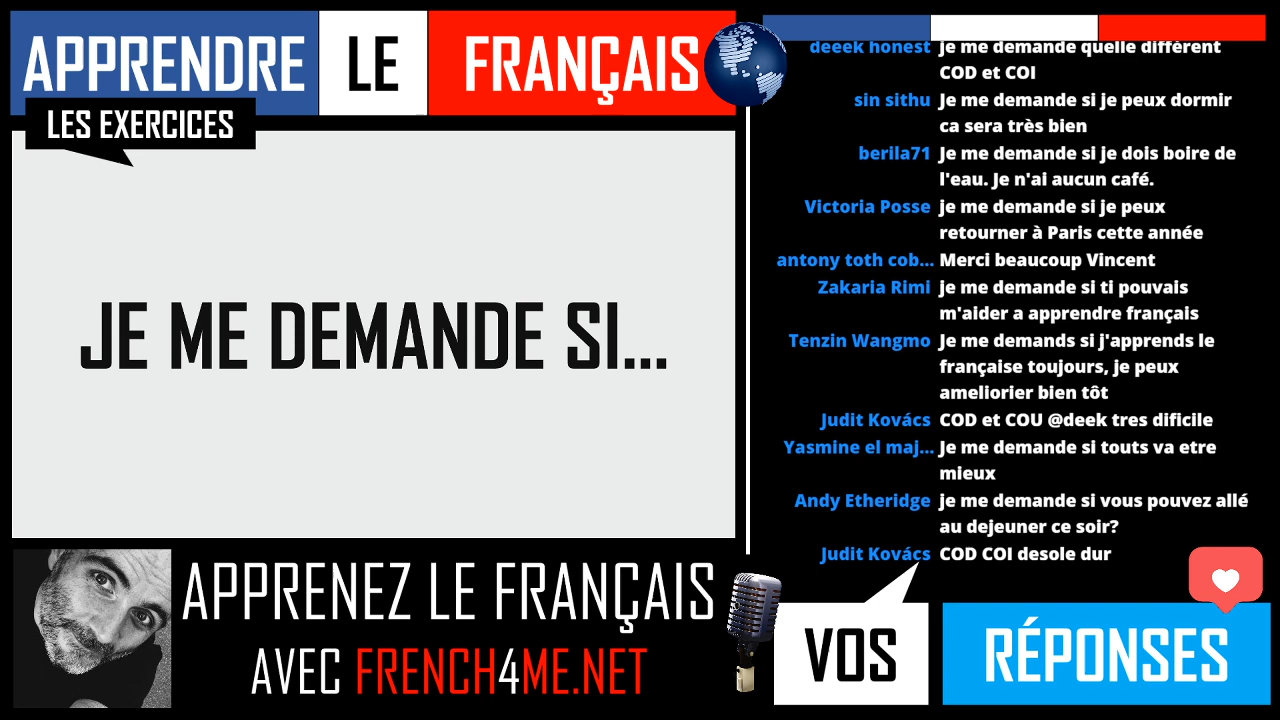 APPRENDRE LE FRANÇAIS
LES EXERCICES
JE ME DEMANDE SI...
APPRENEZ LE FRANÇAIS
AVEC FRENCH4ME.NET
deeek honest je me demande quelle différent
COD et COI
sin sithu Je me demande si je peux dormir
ca sera très bien
berila71 Je me demande si je dois boire de
l'eau. Je n'ai aucun café.
Victoria Posse je me demande si je peux
retourner à Paris cette année
antony toth cob... Merci beaucoup Vincent
Zakaria Rimi je me demande si ti pouvais
m'aider a apprendre français
Tenzin Wangmo Je me demands si j'apprends le
française toujours, je peux
ameliorier bien tôt
Judit Kovács COD et COU @deek tres dificile
Yasmine el maj... Je me demande si touts va etre
mieux
Andy Etheridge je me demande si vous pouvez allé
au dejeuner ce soir?
Judit Kovács COD COI desole dur
VOS RÉPONSES